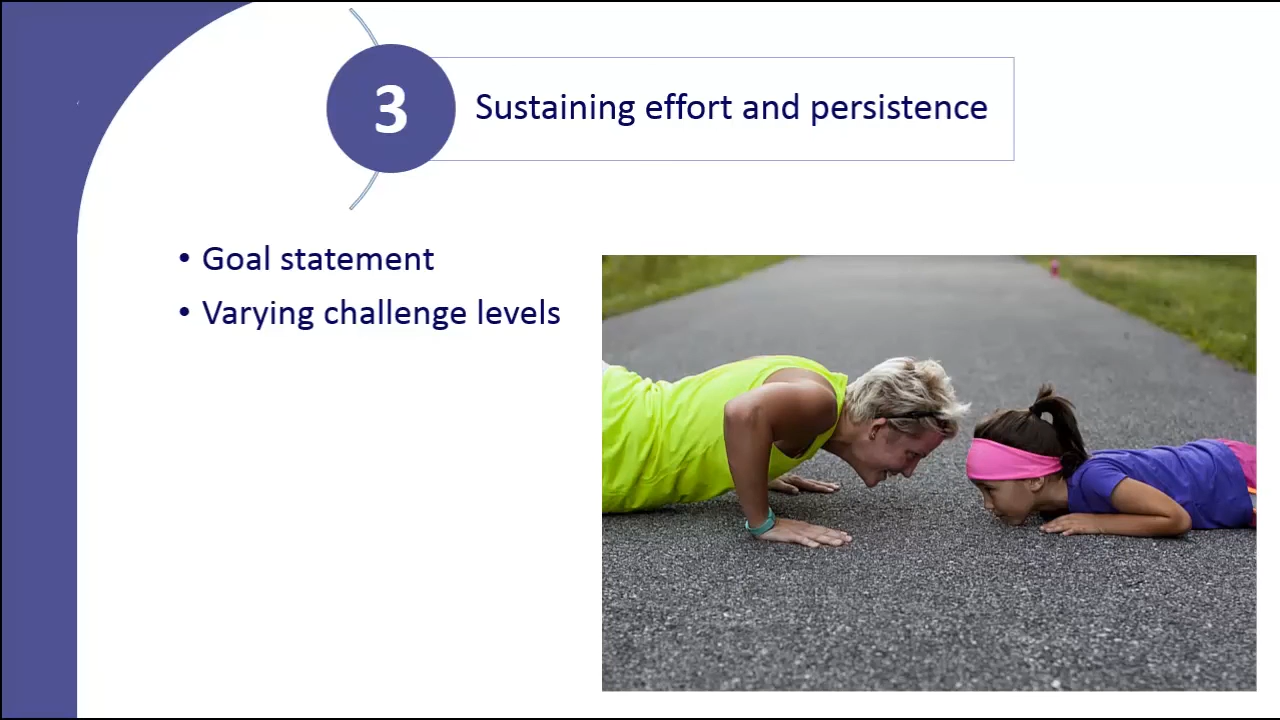 3
Sustaining effort and persistence
• Goal statement
• Varying challenge levels